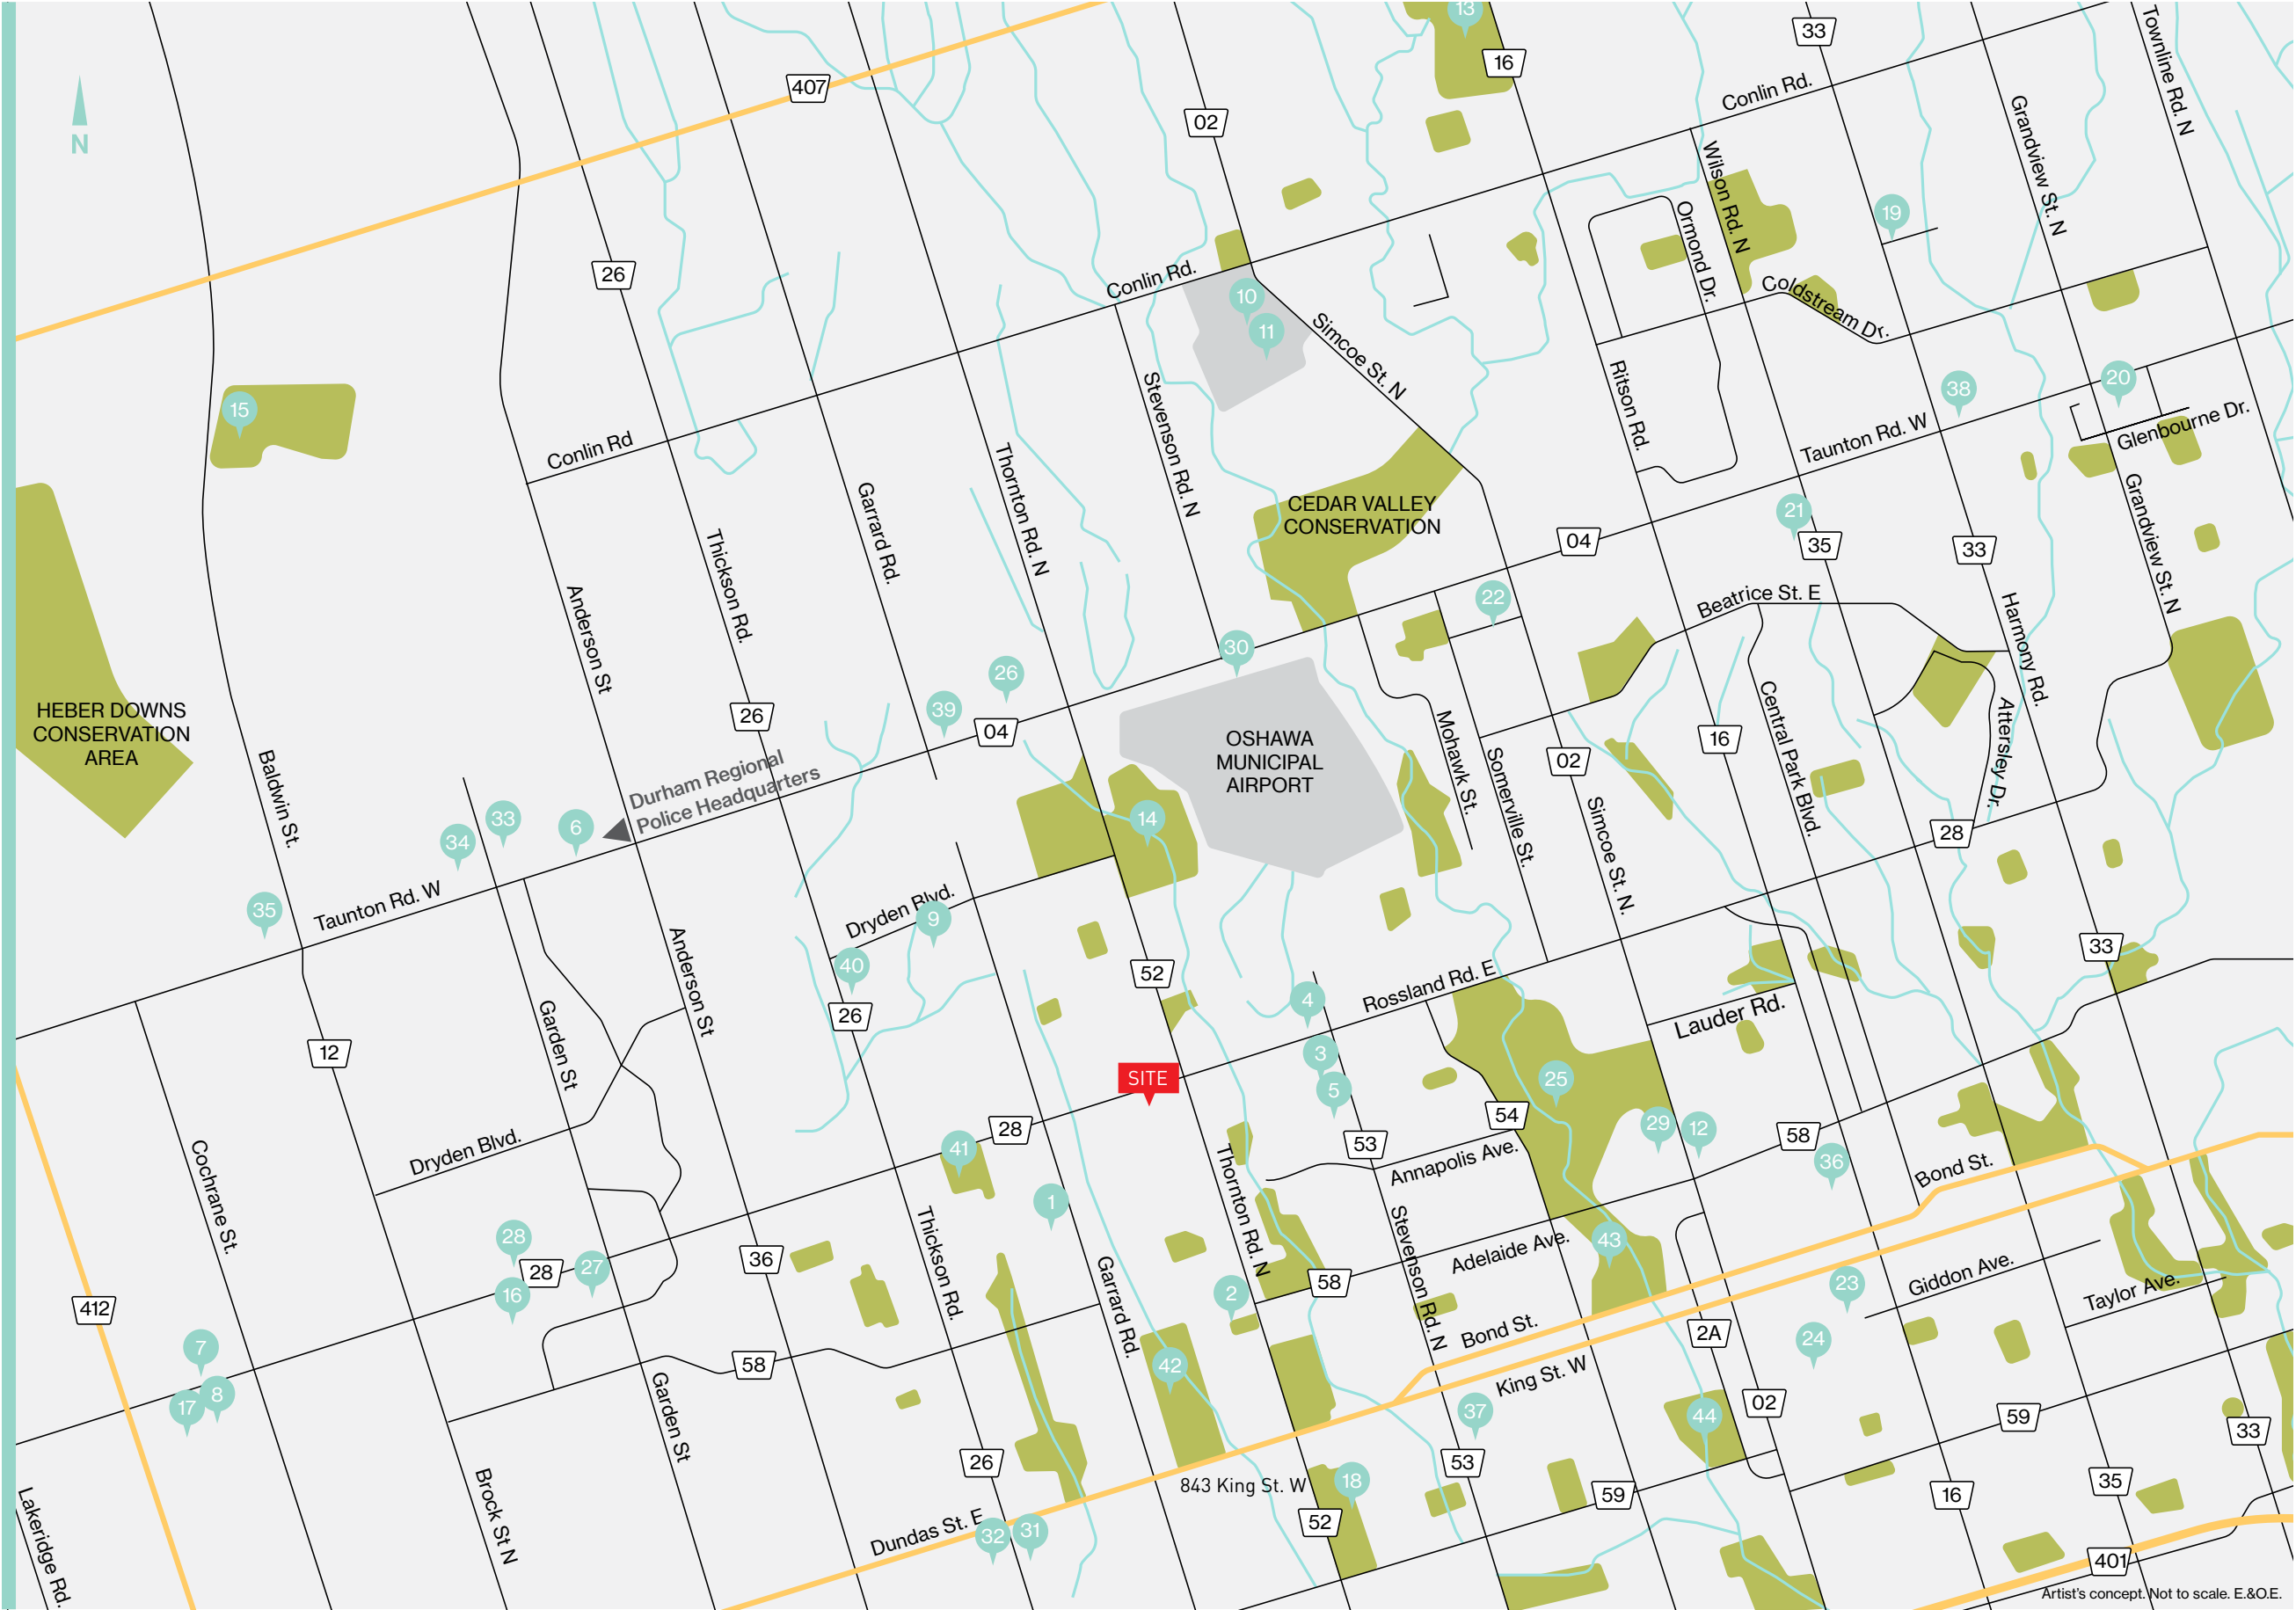 13
33
16
407
02
Conlin Rd.
Townline Rd. N
Grandview St. N
N
Wilson Rd. N
19
Ormond Dr.
26
Conlin Rd.
10
11
Simcoe St. N
Coldstream Dr.
15
Stevenson Rd. N
Ritson Rd.
38
20
Glenbourne Dr.
Taunton Rd. W
Conlin Rd
Garrard Rd.
Thornton Rd. N
CEDAR VALLEY
CONSERVATION
21
35
04
33
Grandview St. N
Thickson Rd.
Anderson St
22
Beatrice St. E
Harmony Rd.
30
26
39
04
26
HEBER DOWNS
CONSERVATION
AREA
OSHAWA
MUNICIPAL
AIRPORT
Mohawk St.
Somerville St.
02
16
Central Park Blvd.
Attersley Dr.
Baldwin St.
Durham Regional
Police Headquarters
34
33
6
14
Simcoe St. N.
28
35
Taunton Rd. W
Dryden Blvd.
9
40
Anderson St
52
33
Rossland Rd. E
4
26
Lauder Rd.
12
Garden St
3
5
SITE
25
54
29
12
58
36
28
53
Annapolis Ave.
Bond St.
Dryden Blvd.
41
Cochrane St.
Thornton Rd. N
1
Thickson Rd.
Stevenson Rd. N
28
28
27
16
36
43
Adelaide Ave.
58
2
Garrard Rd.
23
Giddon Ave.
Taylor Ave.
412
7
8
17
58
42
Bond St.
King St. W
2A
24
Garden St
37
02
44
59
33
26
53
843 King St. W
18
52
59
16
35
Brock St N
Lakeridge Rd.
Dundas St. E
32
31
401
Artist's concept. Not to scale. E.&O.E.